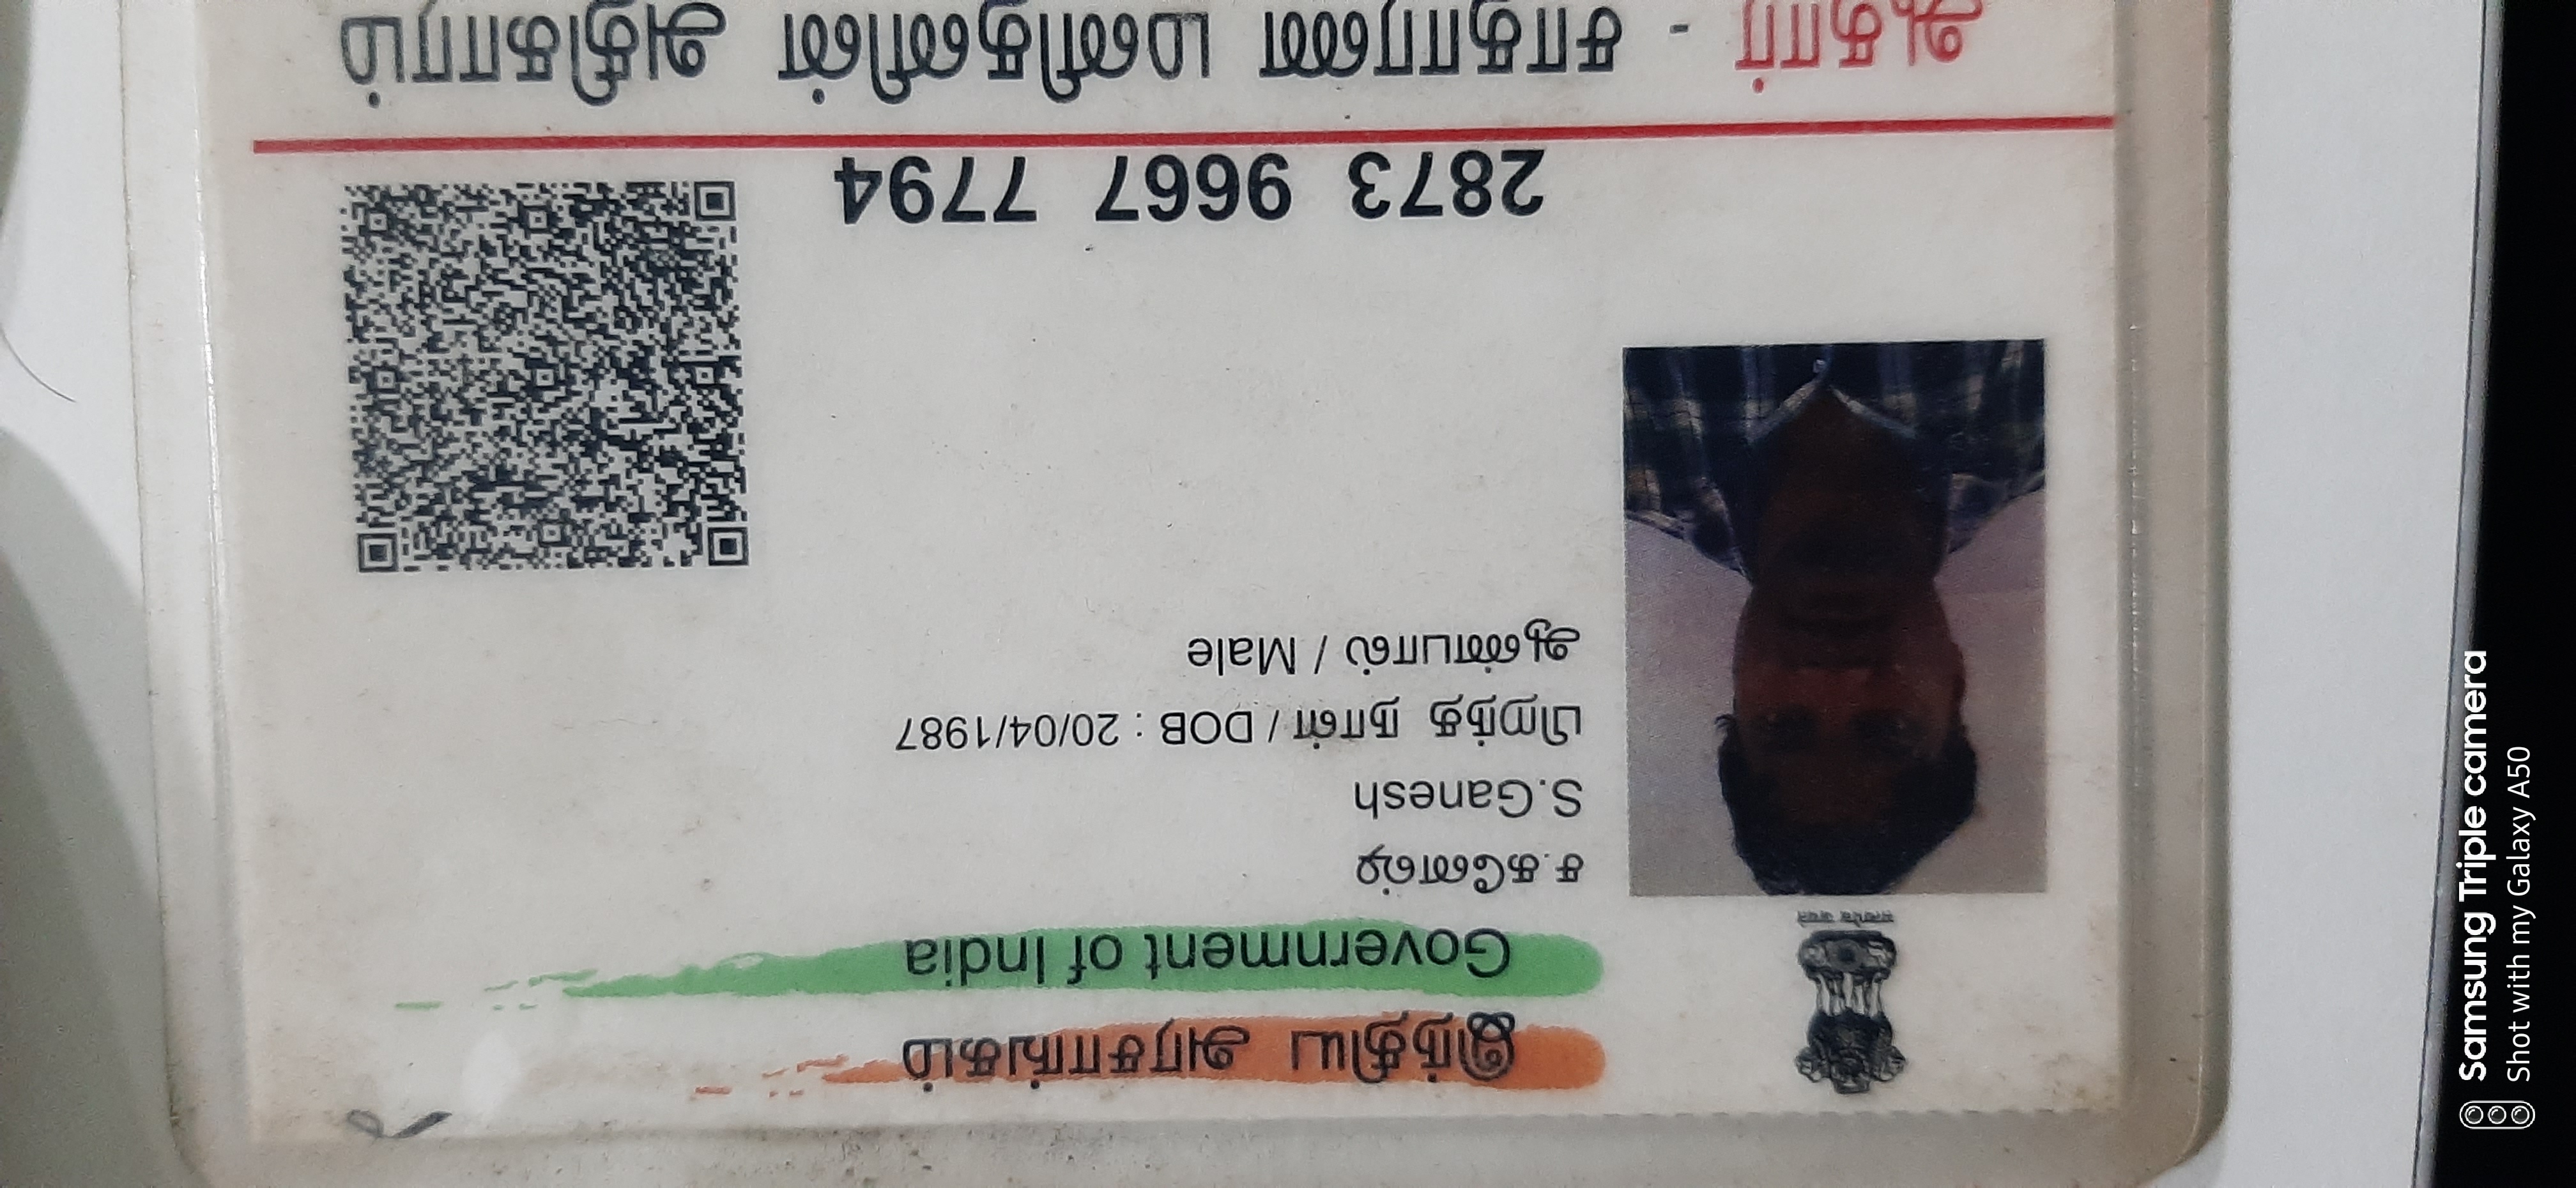 இந்திய அரசாங்கம்
Government of India
ச.கணேஷ்
S.Ganesh
பிறந்த நாள் / DOB : 20/04/1987
ஆண்பால் / Male
2873 9667 7794
ஆதார் - சாதாரண மனிதனின் அதிகாரம்
Samsung Triple camera
Shot with my Galaxy A50